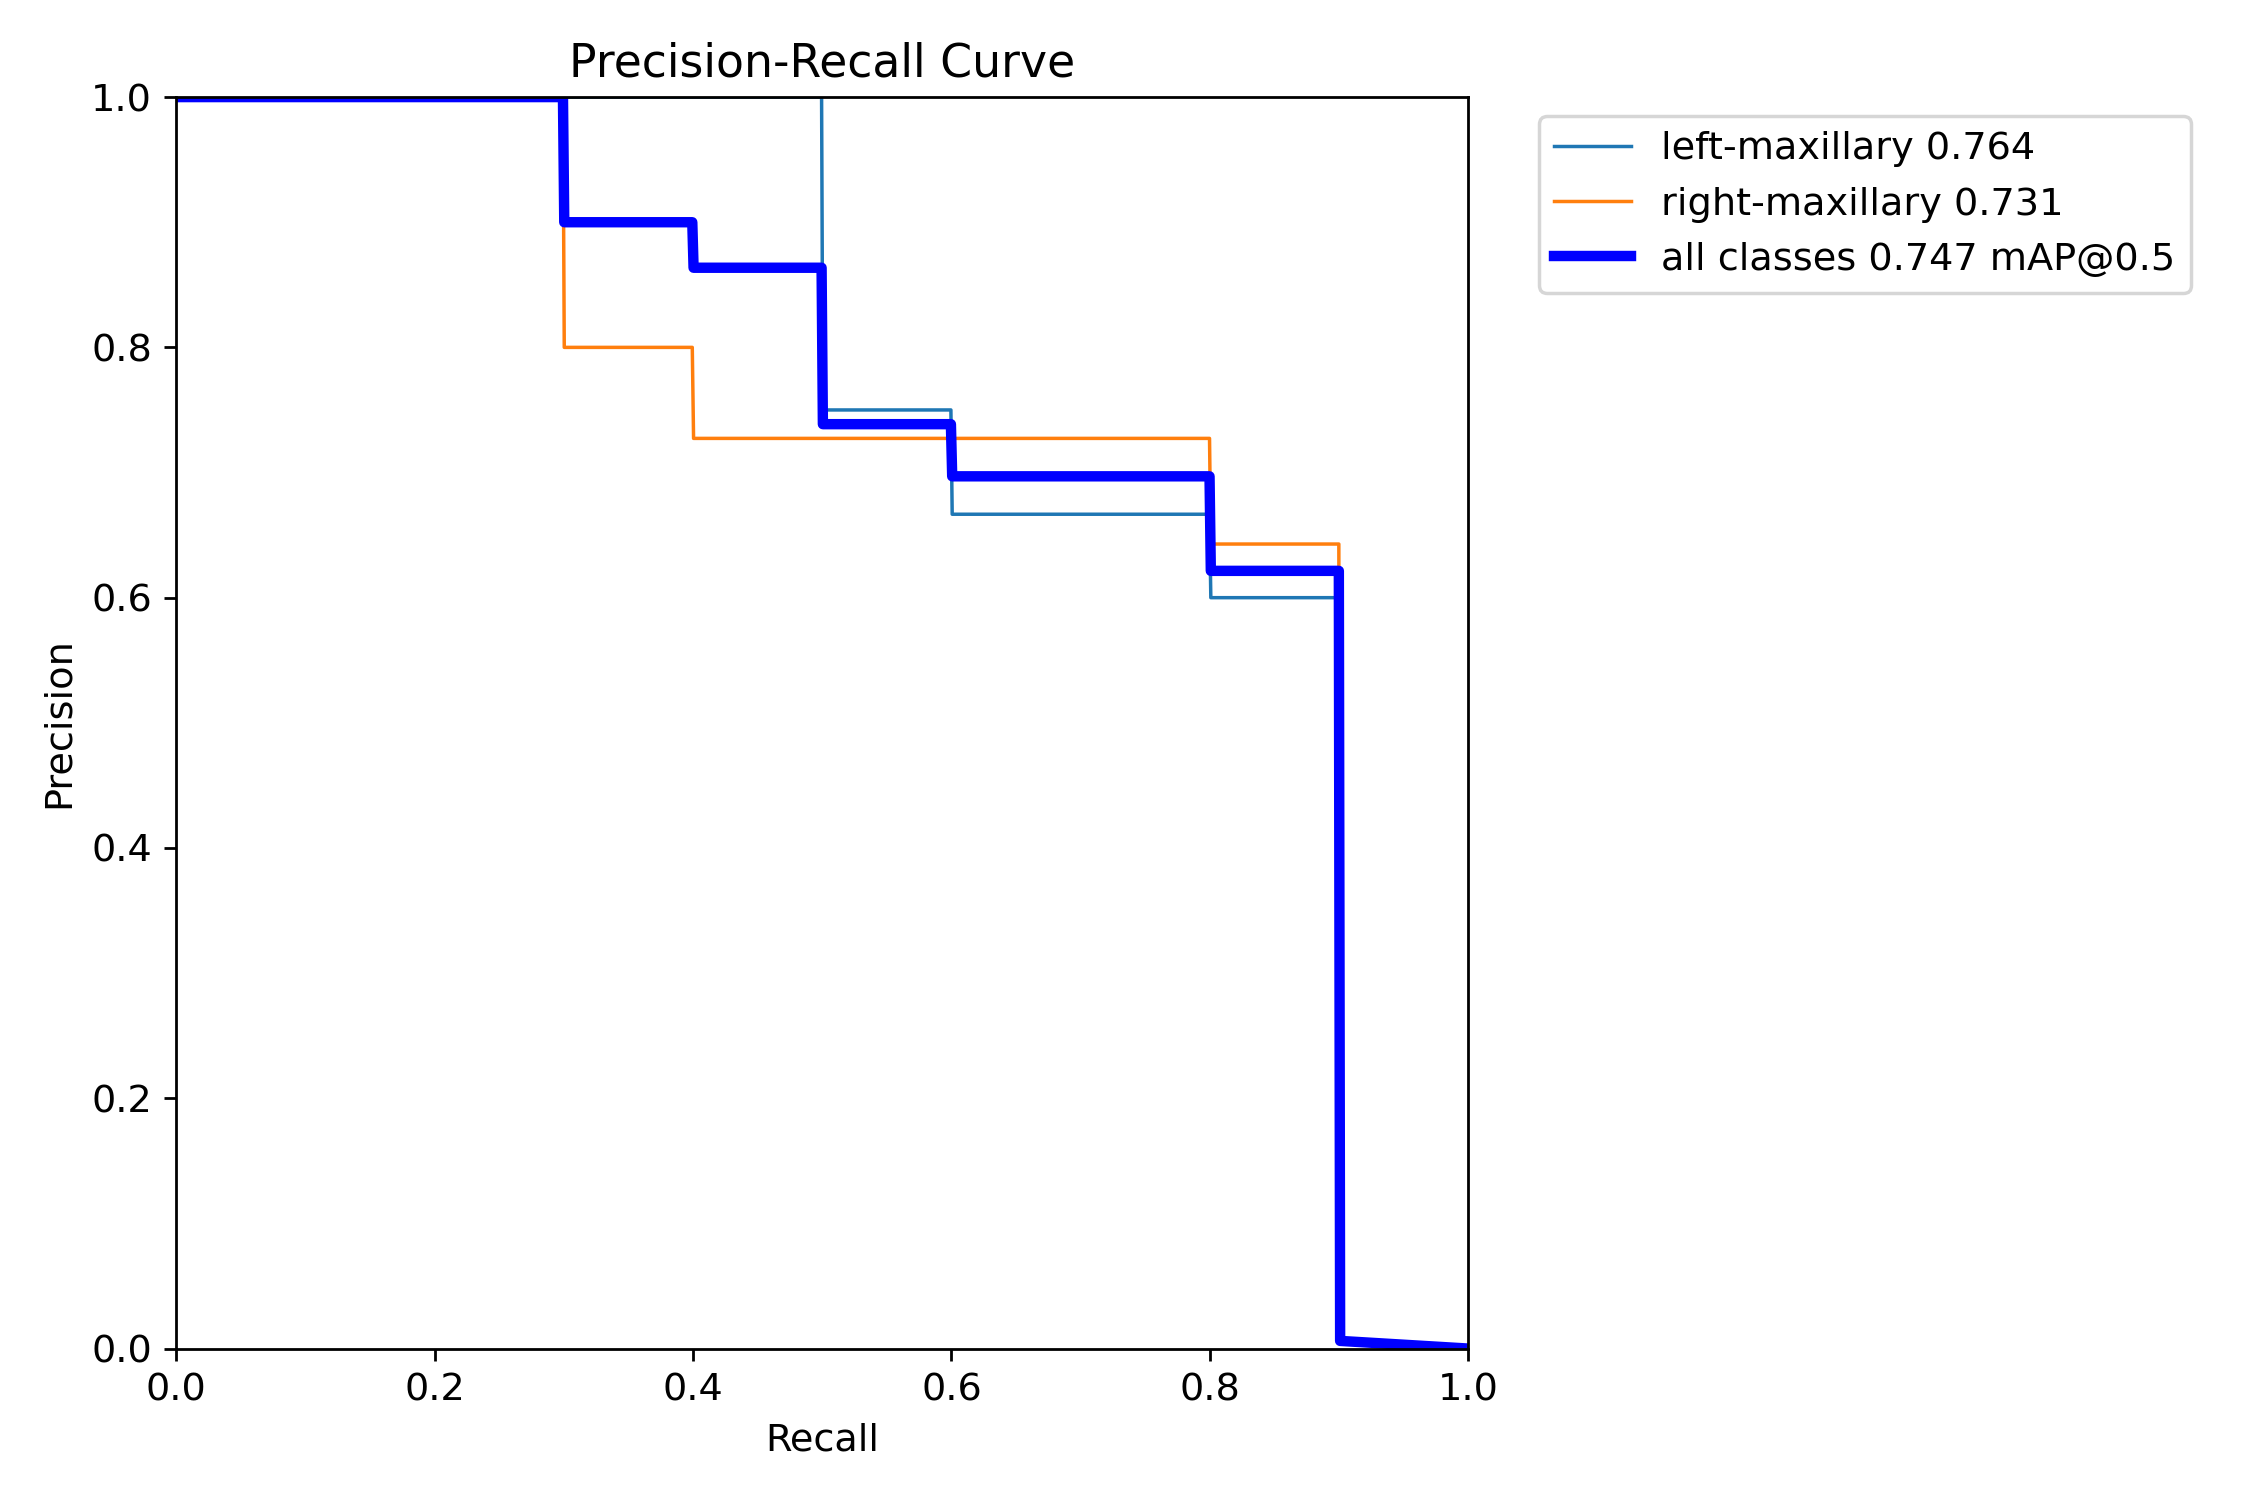 Precision-Recall Curve
1.0
0.8
0.6
0.4
0.2
0.0
Precision
0.0 0.2 0.4 0.6 0.8 1.0
Recall
left-maxillary 0.764
right-maxillary 0.731
all classes 0.747 mAP@0.5